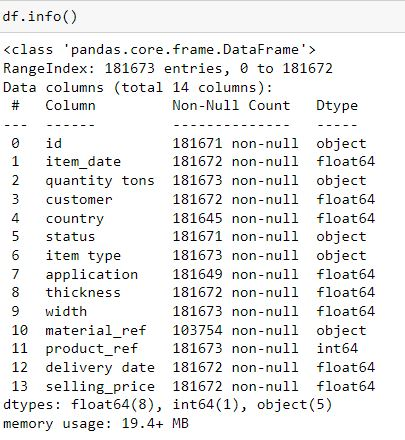 df.info()
<class 'pandas.core.frame.DataFrame'>
RangeIndex: 181673 entries, 0 to 181672
Data columns (total 14 columns):
 #   Column         Non-Null Count   Dtype
---  ------         --------------   -----
 0   id             181671 non-null  object
 1   item_date      181672 non-null  float64
 2   quantity tons  181673 non-null  object
 3   customer       181672 non-null  float64
 4   country        181645 non-null  float64
 5   status         181671 non-null  object
 6   item type      181673 non-null  object
 7   application    181649 non-null  float64
 8   thickness      181672 non-null  float64
 9   width          181673 non-null  float64
 10  material_ref   103754 non-null  object
 11  product_ref    181673 non-null  int64
 12  delivery date  181672 non-null  float64
 13  selling_price  181672 non-null  float64
dtypes: float64(8), int64(1), object(5)
memory usage: 19.4+ MB